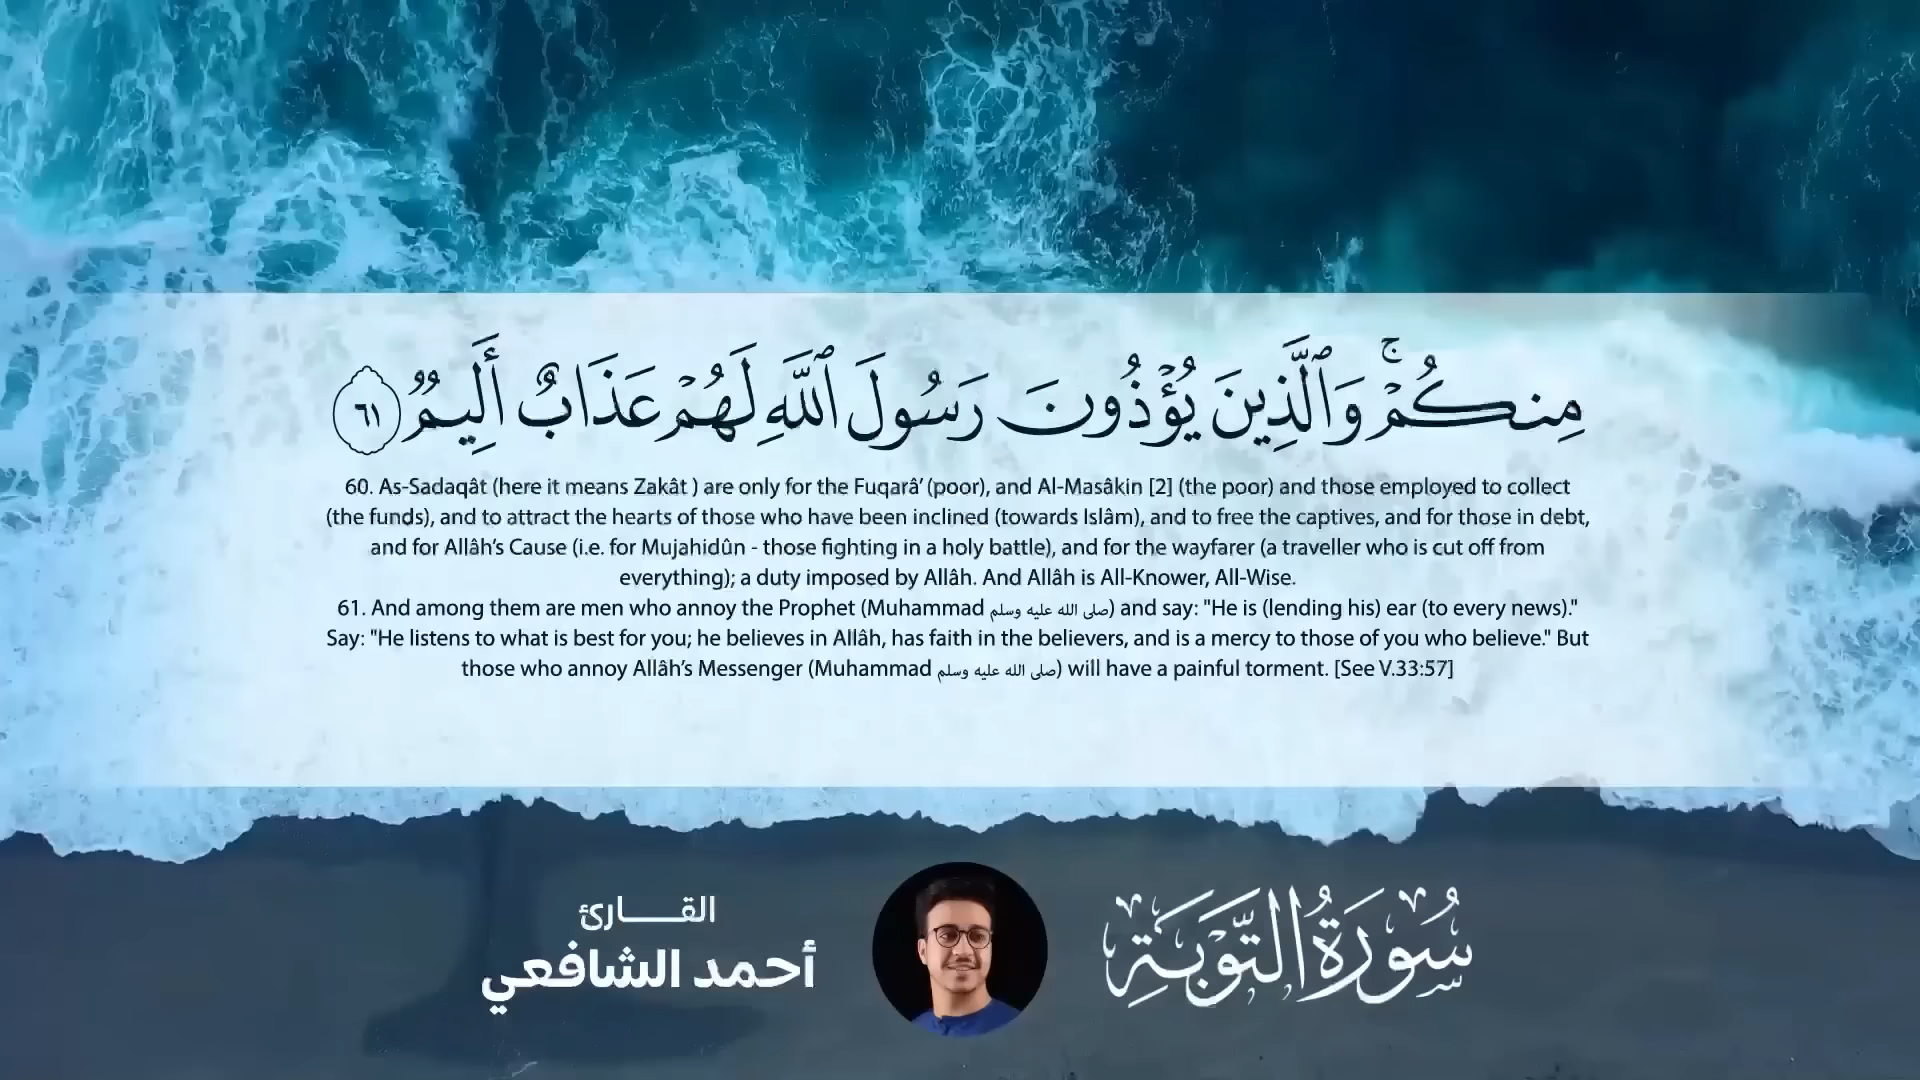 مِنكُمْ ۚ وَٱلَّذِينَ يُؤْذُونَ رَسُولَ ٱللَّهِ لَهُمْ عَذَابٌ أَلِيمٌ ٦١
60. As-Sadaqât (here it means Zakât ) are only for the Fuqarâ’ (poor), and Al-Masâkin [2] (the poor) and those employed to collect
(the funds), and to attract the hearts of those who have been inclined (towards Islâm), and to free the captives, and for those in debt,
and for Allâh’s Cause (i.e. for Mujahidûn - those fighting in a holy battle), and for the wayfarer (a traveller who is cut off from
everything); a duty imposed by Allâh. And Allâh is All-Knower, All-Wise.
61. And among them are men who annoy the Prophet (Muhammad صلى الله عليه وسلم) and say: "He is (lending his) ear (to every news)."
Say: "He listens to what is best for you; he believes in Allâh, has faith in the believers, and is a mercy to those of you who believe." But
those who annoy Allâh’s Messenger (Muhammad صلى الله عليه وسلم) will have a painful torment. [See V.33:57]
سُورَةُ التَّوْبَةِ
القـــــارئ
أحمد الشافعي